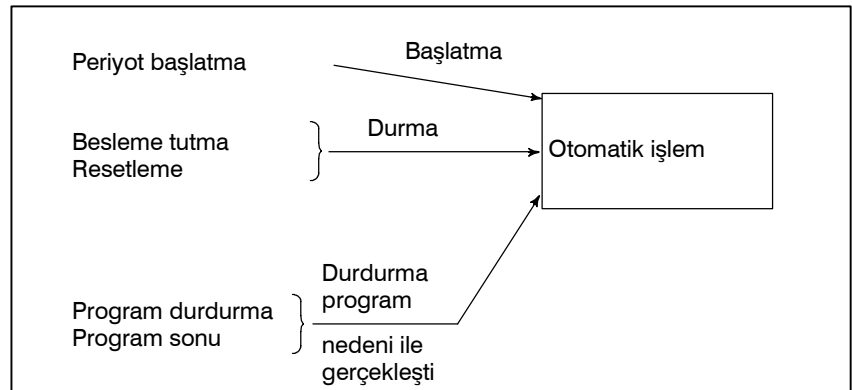 Periyot başlatma
Başlatma
Besleme tutma
Resetleme
Durma
Otomatik işlem
Program durdurma
Program sonu
Durdurma
program
nedeni ile
gerçekleşti